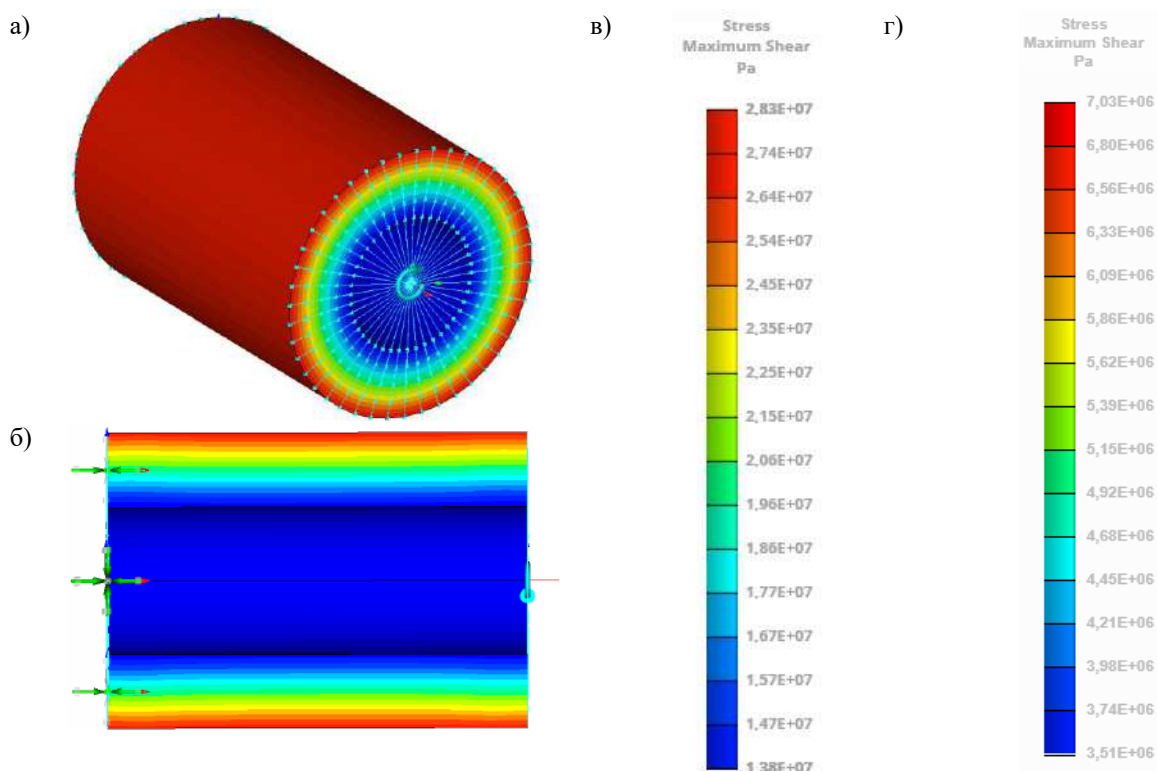 а)
б)
в)
Stress
Maximum Shear
Pa
2,83E+07
2,74E+07
2,64E+07
2,54E+07
2,45E+07
2,35E+07
2,25E+07
2,15E+07
2,06E+07
1,96E+07
1,86E+07
1,77E+07
1,67E+07
1,57E+07
1,47E+07
1,38E+07
г)
Stress
Maximum Shear
Pa
7,03E+06
6,80E+06
6,56E+06
6,33E+06
6,09E+06
5,86E+06
5,62E+06
5,39E+06
5,15E+06
4,92E+06
4,68E+06
4,45E+06
4,21E+06
3,98E+06
3,74E+06
3,51E+06